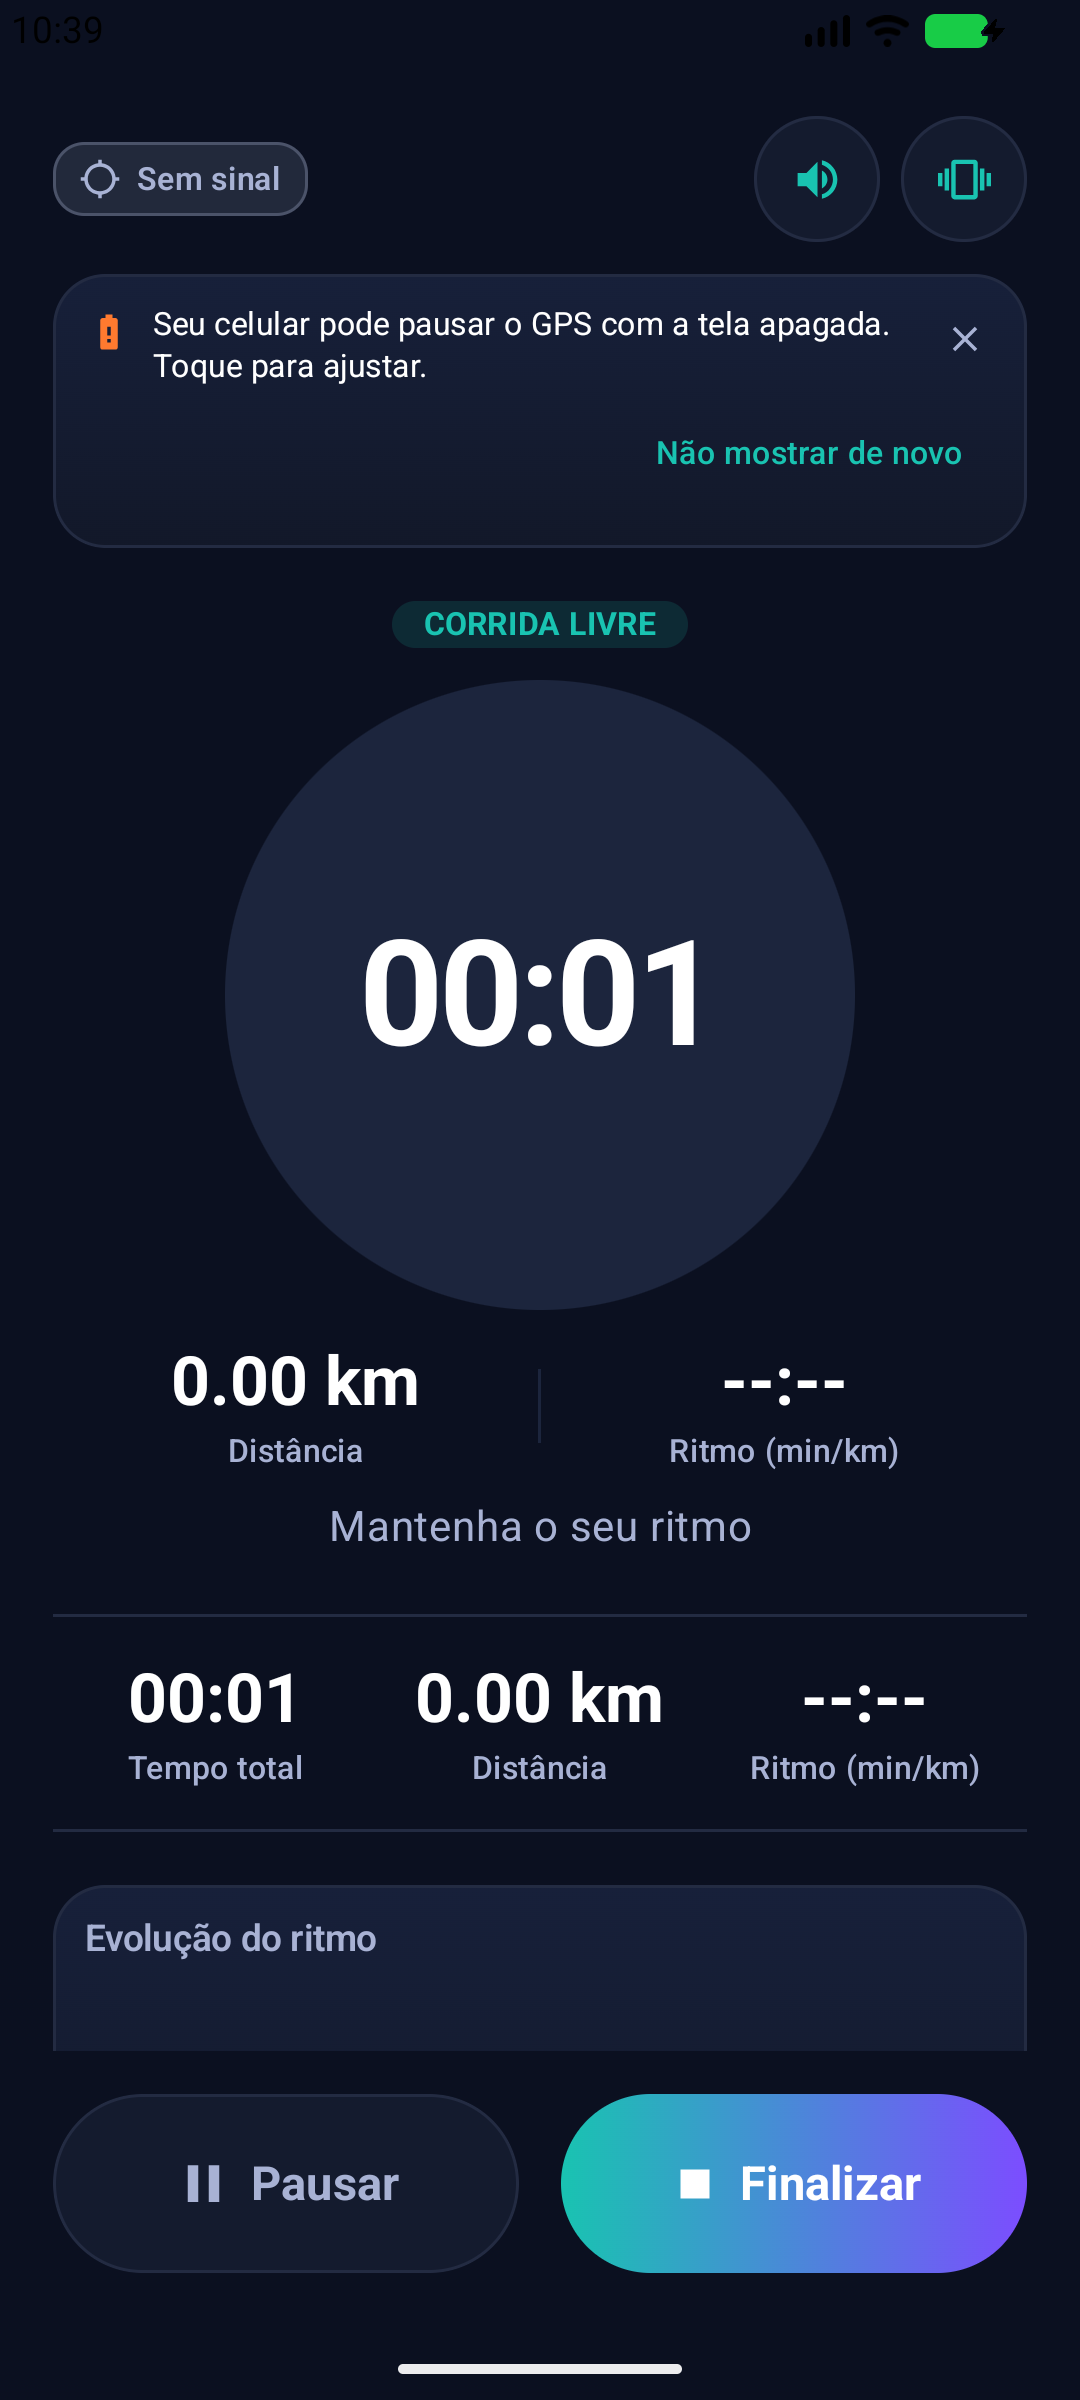 10:39
Sem sinal
Seu celular pode pausar o GPS com a tela apagada.
Toque para ajustar.
Não mostrar de novo
CORRIDA LIVRE
00:01
0.00 km
Distância
--:--
Ritmo (min/km)
Mantenha o seu ritmo
00:01
Tempo total
0.00 km
Distância
--:--
Ritmo (min/km)
Evolução do ritmo
Pausar
Finalizar